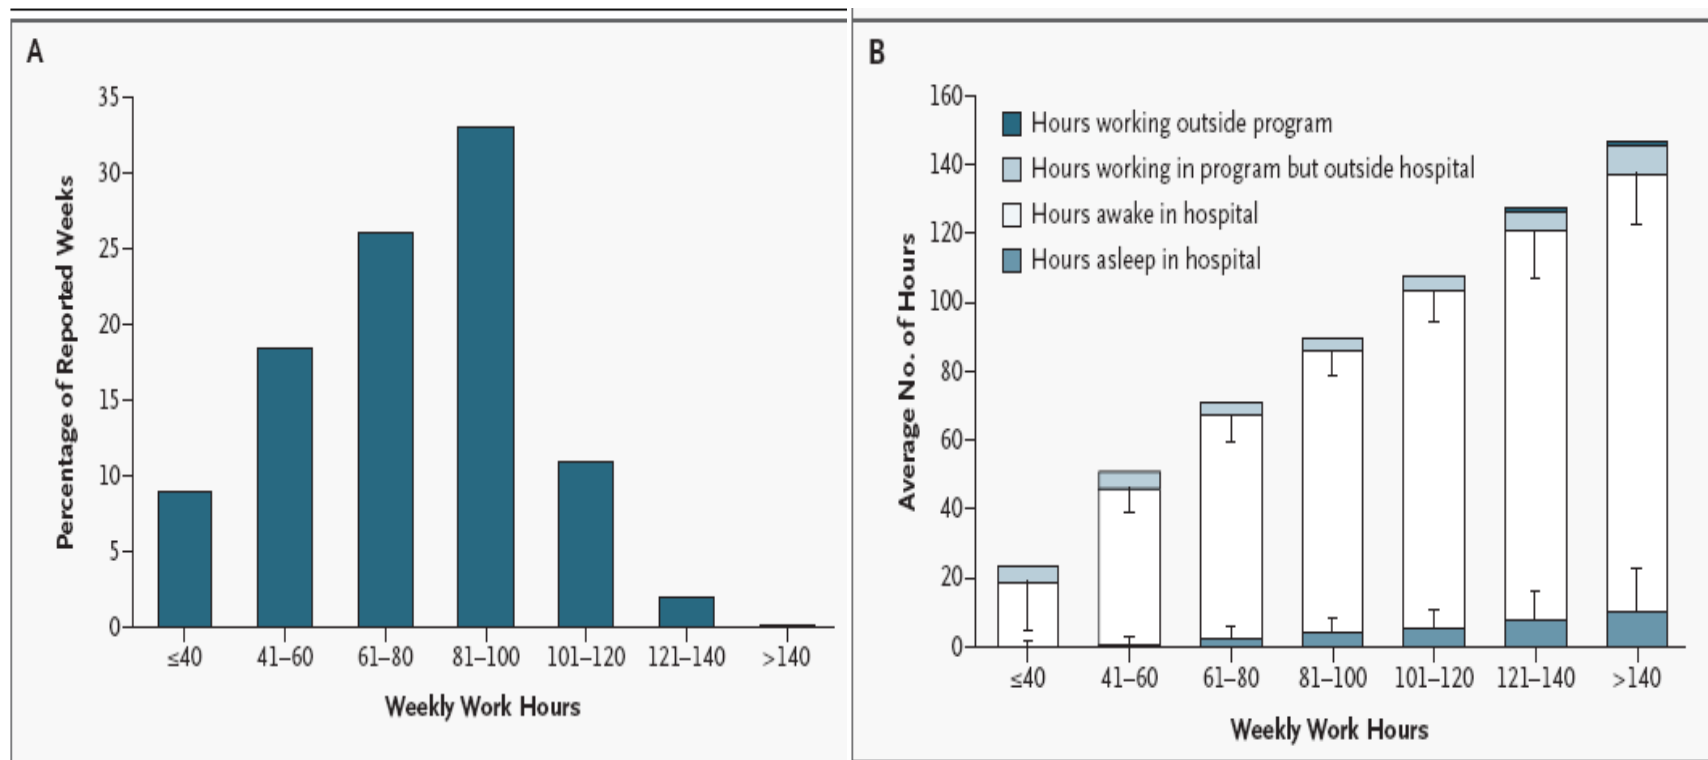 A
Percentage of Reported Weeks
35
30
25
20
15
10
5
0
≤40 41–60 61–80 81–100 101–120 121–140 >140
Weekly Work Hours
B
Average No. of Hours
160
140
120
100
80
60
40
20
0
Hours working outside program
Hours working in program but outside hospital
Hours awake in hospital
Hours asleep in hospital
≤40 41–60 61–80 81–100 101–120 121–140 >140
Weekly Work Hours